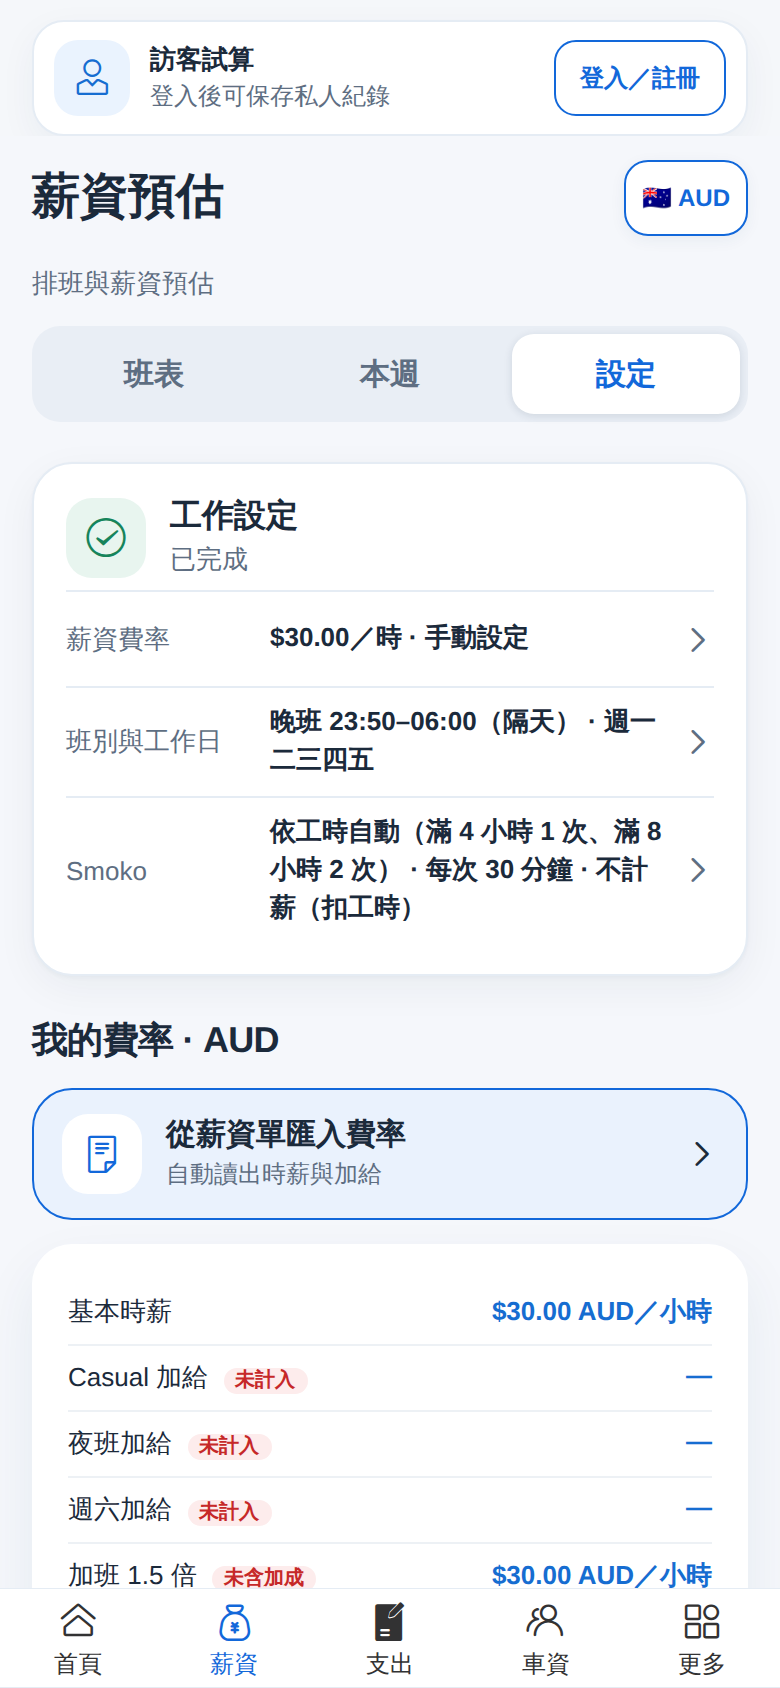 訪客試算
登入後可保存私人紀錄
登入／註冊
薪資預估
AUD
排班與薪資預估
班表
本週
設定
工作設定
已完成
薪資費率
$30.00／時 · 手動設定
班別與工作日
晚班 23:50–06:00（隔天） · 週一
二三四五
Smoko
依工時自動（滿 4 小時 1 次、滿 8
小時 2 次） · 每次 30 分鐘 · 不計
薪（扣工時）
我的費率 · AUD
從薪資單匯入費率
自動讀出時薪與加給
基本時薪
$30.00 AUD／小時
Casual 加給 未計入
—
夜班加給 未計入
—
週六加給 未計入
—
加班 1.5 倍 未含加成
$30.00 AUD／小時
首頁
薪資
支出
車資
更多